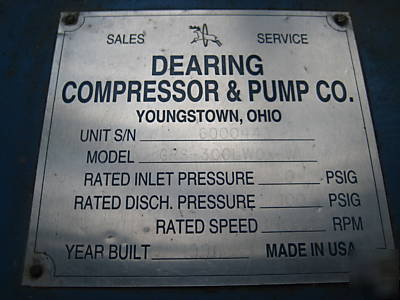 SALES SERVICE
DEARING
COMPRESSOR & PUMP CO.
YOUNGSTOWN, OHIO
UNIT S/N
MODEL
RATED INLET PRESSURE PSIG
RATED DISCH. PRESSURE PSIG
RATED SPEED RPM
YEAR BUILT MADE IN USA